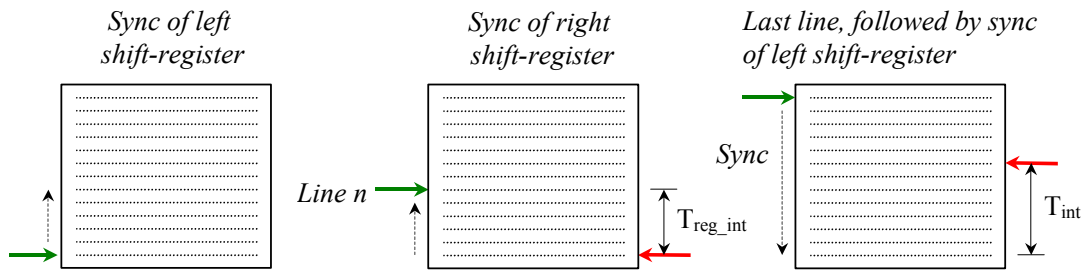 Sync of left
shift-register
Sync of right
shift-register
Last line, followed by sync
of left shift-register
Line n
T_reg_int
Sync
T_int